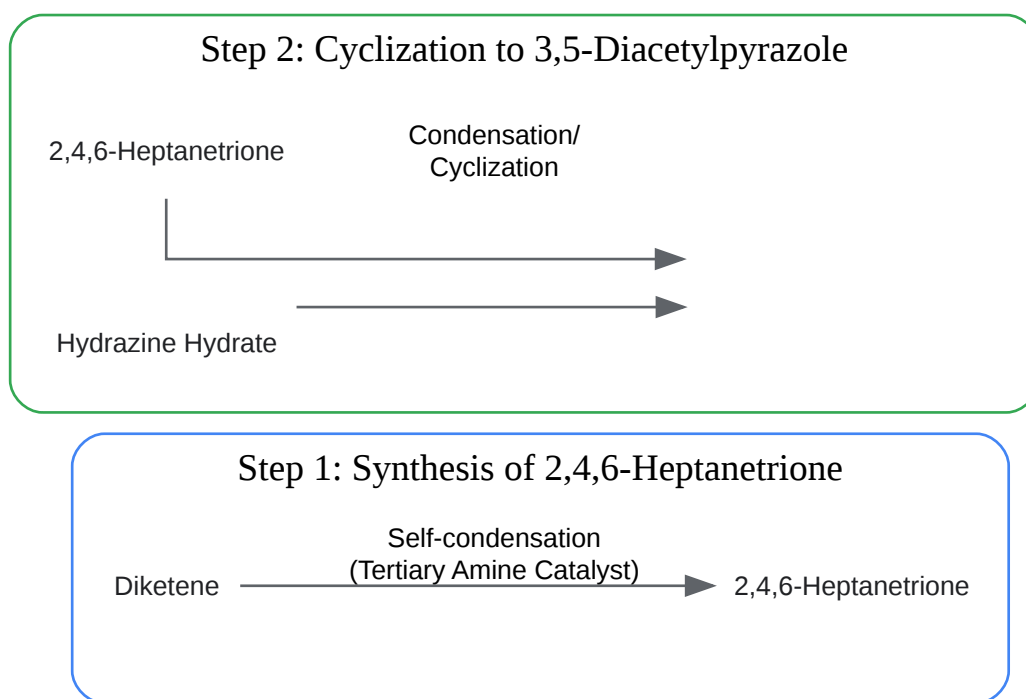 Step 2: Cyclization to 3,5-Diacetylpyrazole
2,4,6-Heptanetrione
Condensation/
Cyclization
Hydrazine Hydrate
Step 1: Synthesis of 2,4,6-Heptanetrione
Self-condensation
(Tertiary Amine Catalyst)
Diketene
2,4,6-Heptanetrione